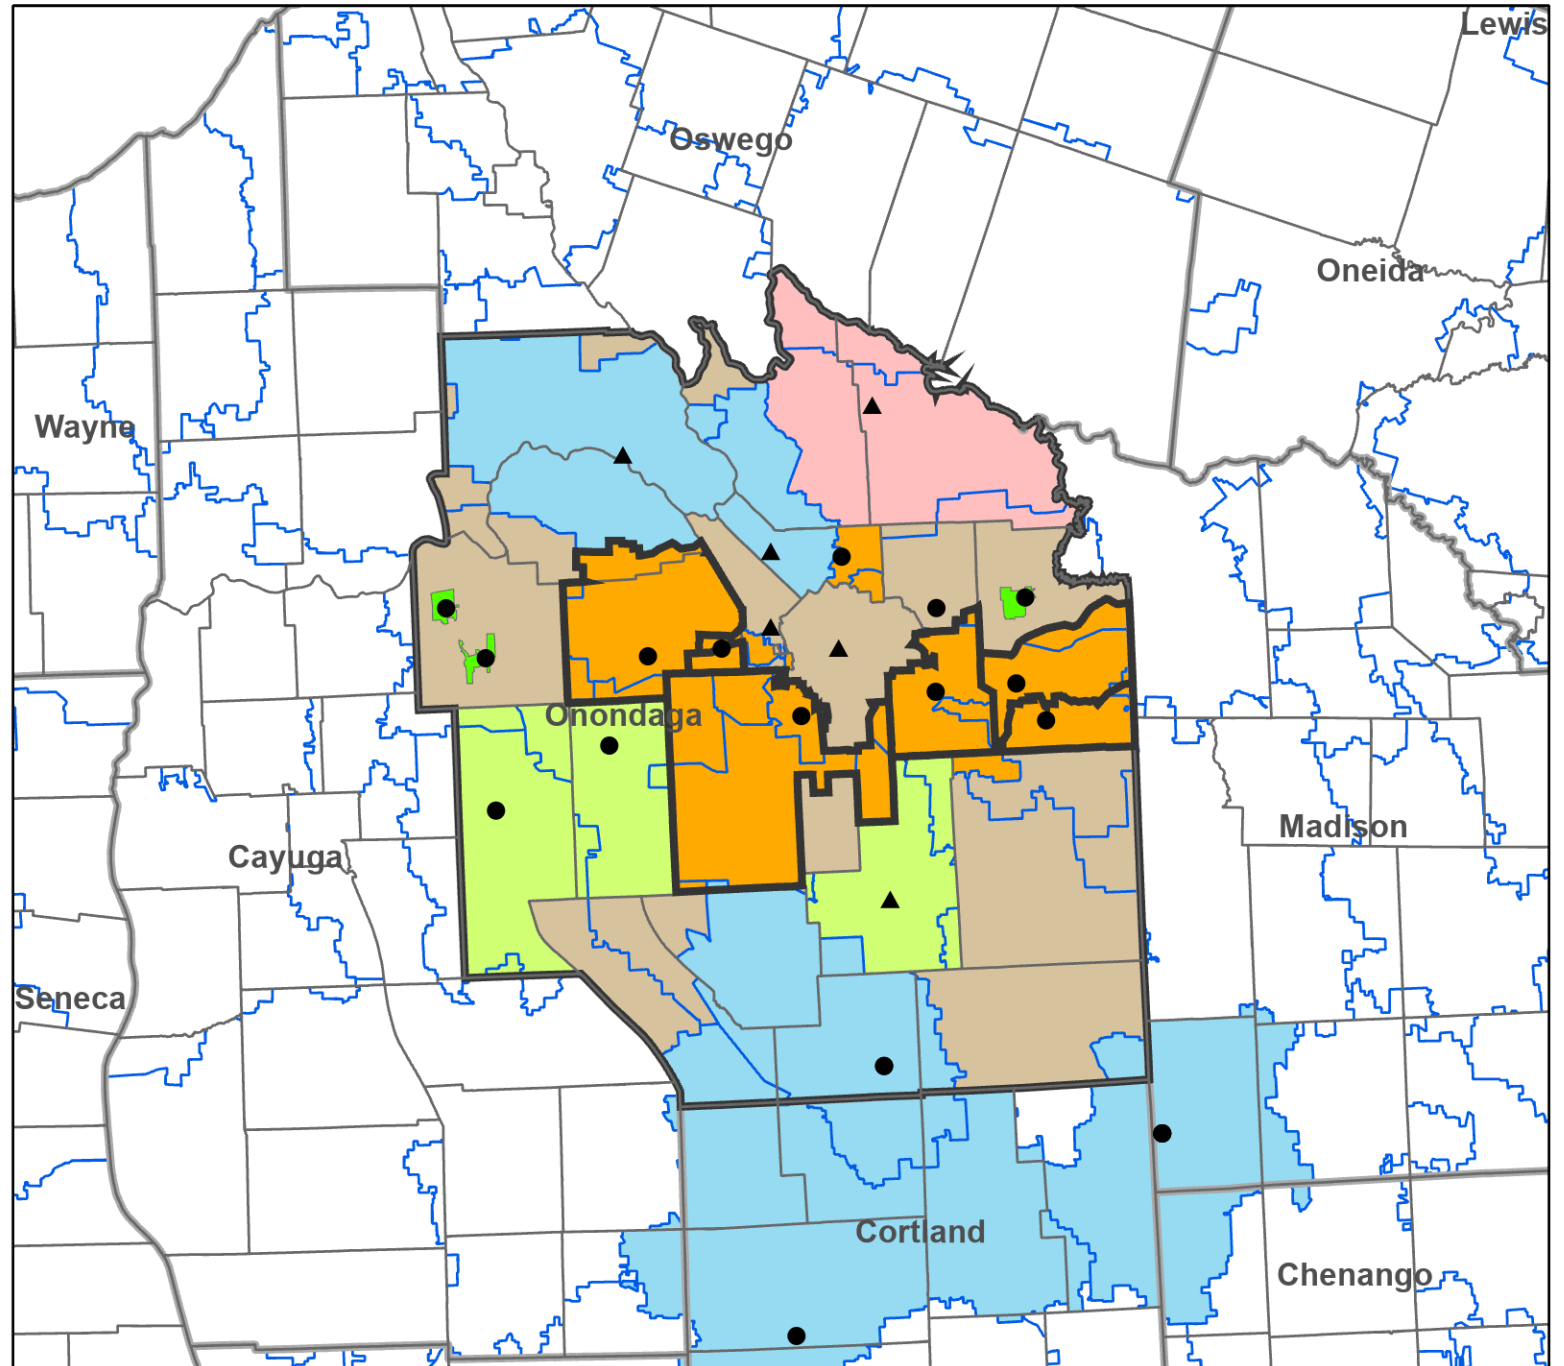 Lewis
Oswego
Oneida
Wayne
Onondaga
Madison
Cayuga
Seneca
Cortland
Chenango